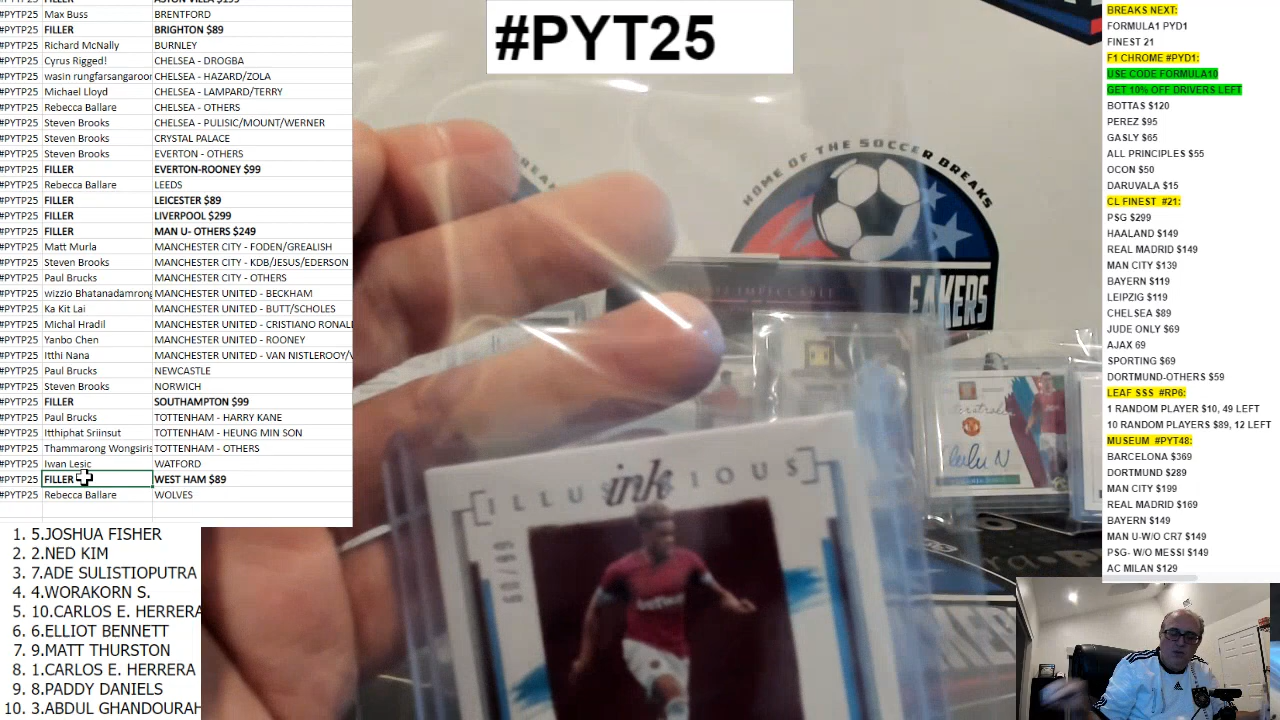 #PYTP25 Max Buss BRENTFORD
#PYTP25 FILLER BRIGHTON $89
#PYTP25 Richard McNally BURNLEY
#PYTP25 Cyrus Rigged! CHELSEA - DROGBA
#PYTP25 wasin rungfarsangaroon CHELSEA - HAZARD/ZOLA
#PYTP25 Michael Lloyd CHELSEA - LAMPARD/TERRY
#PYTP25 Rebecca Ballare CHELSEA - OTHERS
#PYTP25 Steven Brooks CHELSEA - PULISIC/MOUNT/WERNER
#PYTP25 Steven Brooks CRYSTAL PALACE
#PYTP25 Steven Brooks EVERTON - OTHERS
#PYTP25 FILLER EVERTON-ROONEY $99
#PYTP25 Rebecca Ballare LEEDS
#PYTP25 FILLER LEICESTER $89
#PYTP25 FILLER LIVERPOOL $299
#PYTP25 FILLER MAN U- OTHERS $249
#PYTP25 Matt Murla MANCHESTER CITY - FODEN/GREALISH
#PYTP25 Steven Brooks MANCHESTER CITY - KDB/JESUS/EDERSON
#PYTP25 Paul Brucks MANCHESTER CITY - OTHERS
#PYTP25 wizzio Bhatanadamrong MANCHESTER UNITED - BECKHAM
#PYTP25 Ka Kit Lai MANCHESTER UNITED - BUTT/SCHOLES
#PYTP25 Michal Hradil MANCHESTER UNITED - CRISTIANO RONAL
#PYTP25 Yanbo Chen MANCHESTER UNITED - ROONEY
#PYTP25 Itthi Nana MANCHESTER UNITED - VAN NISTLEROOY/V
#PYTP25 Paul Brucks NEWCASTLE
#PYTP25 Steven Brooks NORWICH
#PYTP25 FILLER SOUTHAMPTON $99
#PYTP25 Paul Brucks TOTTENHAM - HARRY KANE
#PYTP25 Itthiphat Sriinsut TOTTENHAM - HEUNG MIN SON
#PYTP25 Thammarong Wongsiris TOTTENHAM - OTHERS
#PYTP25 Iwan Lesic WATFORD
#PYTP25 FILLER WEST HAM $89
#PYTP25 Rebecca Ballare WOLVES
1. 5.JOSHUA FISHER
2. 2.NED KIM
3. 7.ADE SULISTIOPUTRA
4. 4.WORAKORN S.
5. 10.CARLOS E. HERRERA
6. 6.ELLIOT BENNETT
7. 9.MATT THURSTON
8. 1.CARLOS E. HERRERA
9. 8.PADDY DANIELS
10. 3.ABDUL GHANDOURAH
#PYT25
HOME OF THE SOCCER BREAKS
EAKERS
IMPECCABLE
ILLUSTRIOUS
ink
BREAKS NEXT:
FORMULA1 PYD1
FINEST 21
F1 CHROME #PYD1:
USE CODE FORMULA10
GET 10% OFF DRIVERS LEFT
BOTTAS $120
PEREZ $95
GASLY $65
ALL PRINCIPLES $55
OCON $50
DARUVALA $15
CL FINEST #21:
PSG $299
HAALAND $149
REAL MADRID $149
MAN CITY $139
BAYERN $119
LEIPZIG $119
CHELSEA $89
JUDE ONLY $69
AJAX 69
SPORTING $69
DORTMUND-OTHERS $59
LEAF SSS #RP6:
1 RANDOM PLAYER $10, 49 LEFT
10 RANDOM PLAYERS $89, 12 LEFT
MUSEUM #PYT48:
BARCELONA $369
DORTMUND $289
MAN CITY $199
REAL MADRID $169
BAYERN $149
MAN U-W/O CR7 $149
PSG- W/O MESSI $149
AC MILAN $129